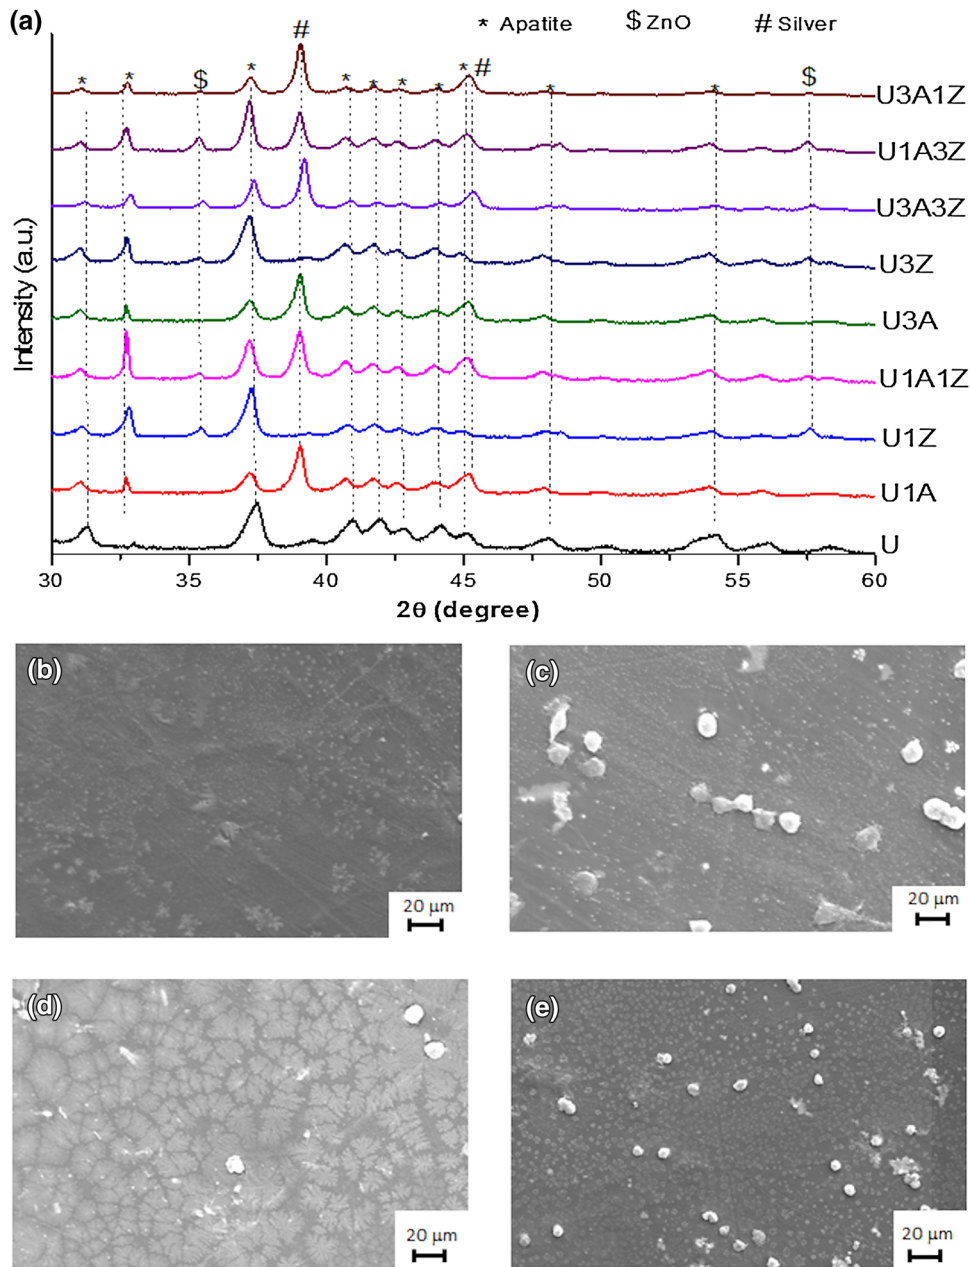 (a)
* Apatite $ ZnO # Silver
#
* * $ * * * * * * # * * $
U3A1Z
U1A3Z
U3A3Z
U3Z
U3A
U1A1Z
U1Z
U1A
U
Intensity (a.u.)
30 35 40 45 50 55 60
2θ (degree)
(b)
20 µm
(c)
20 µm
(d)
20 µm
(e)
20 µm